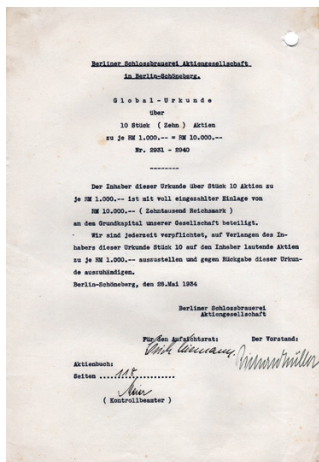 Berliner Schlossbrauerei Aktiengesellschaft
in Berlin-Schöneberg.
Global-Urkunde
über
10 Stück ( Zehn ) Aktien
zu je RM 1.000.-- = RM 10.000.--
Nr. 2931 - 2940
Der Inhaber dieser Urkunde über Stück 10 Aktien zu
je RM 1.000.-- ist mit voll eingezahlter Einlage von
RM 10.000.-- ( Zehntausend Reichsmark )
an dem Grundkapital unserer Gesellschaft beteiligt.
Wir sind jederzeit verpflichtet, auf Verlangen des In-
habers dieser Urkunde Stück 10 auf den Inhaber lautende Aktien
zu je RM 1.000.-- auszustellen und gegen Rückgabe dieser Urkun-
de auszuhändigen.
Berlin-Schöneberg, den 28.Mai 1934
Berliner Schlossbrauerei
Aktiengesellschaft
Für den Aufsichtsrat: Der Vorstand:
Richard Müller
Aktienbuch:
Seiten ....118............
( Kontrollbeamter )